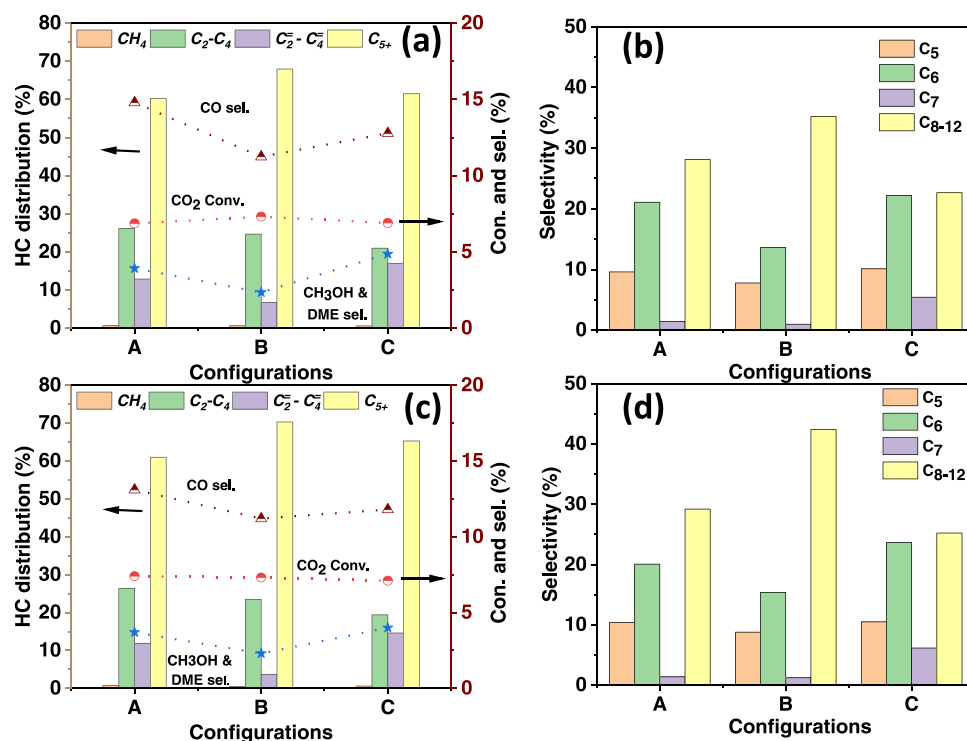 CH₄ C₂-C₄ C₂⁼-C₄⁼ C₅₊
(a)
HC distribution (%)
80
70
60
50
40
30
20
10
0
CO sel.
CO₂ Conv.
CH₃OH &
DME sel.
20
15
10
5
0
Con. and sel. (%)
A B C
Configurations
(b)
C₅
C₆
C₇
C₈₋₁₂
Selectivity (%)
50
40
30
20
10
0
A B C
Configurations
CH₄ C₂-C₄ C₂⁼-C₄⁼ C₅₊
(c)
HC distribution (%)
80
70
60
50
40
30
20
10
0
CO sel.
CO₂ Conv.
CH3OH &
DME sel.
20
15
10
5
0
Con. and sel. (%)
A B C
Configurations
(d)
C₅
C₆
C₇
C₈₋₁₂
Selectivity (%)
50
40
30
20
10
0
A B C
Configurations